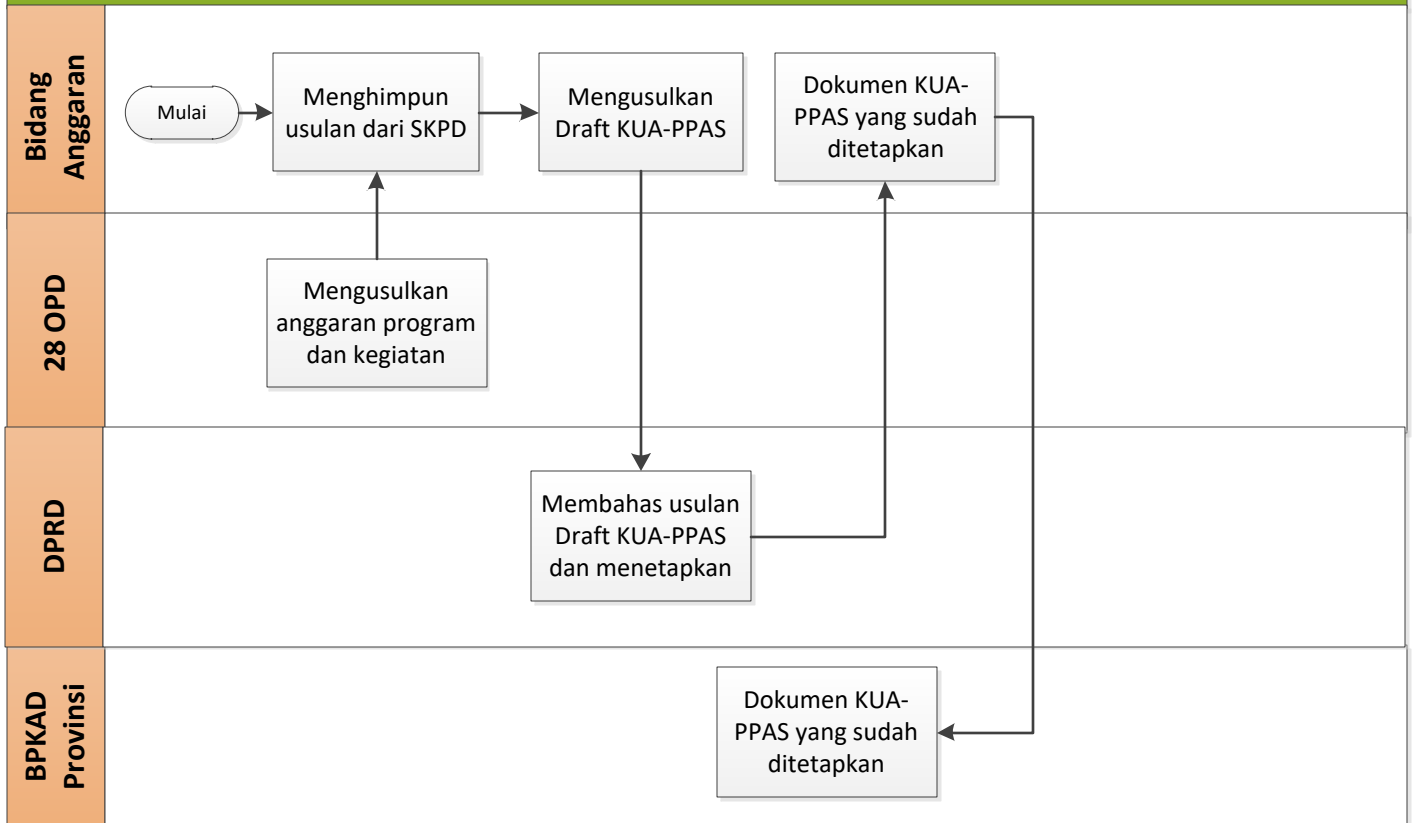 Bidang
Anggaran
Mulai
Menghimpun
usulan dari SKPD
Mengusulkan
Draft KUA-PPAS
Dokumen KUA-
PPAS yang sudah
ditetapkan
28 OPD
Mengusulkan
anggaran program
dan kegiatan
DPRD
Membahas usulan
Draft KUA-PPAS
dan menetapkan
BPKAD
Provinsi
Dokumen KUA-
PPAS yang sudah
ditetapkan